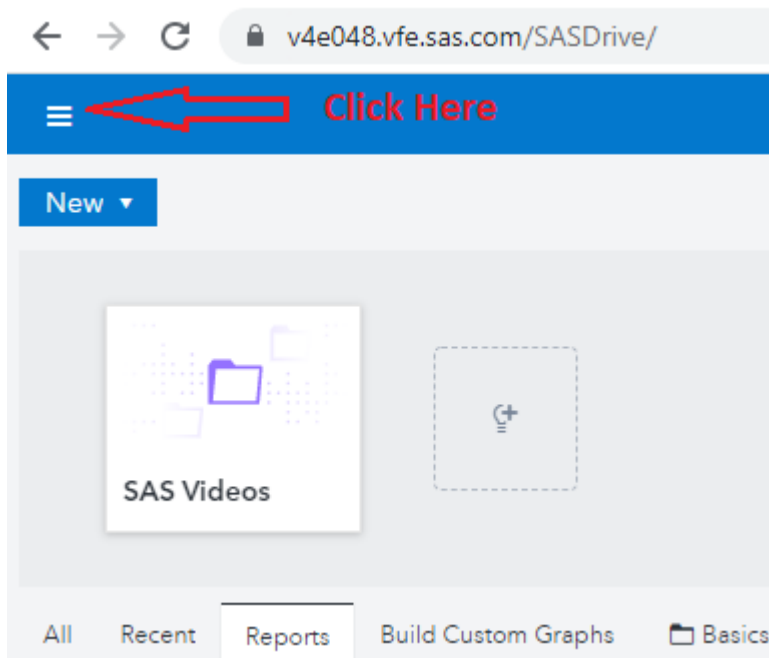 v4e048.vfe.sas.com/SASDrive/
Click Here
New
SAS Videos
All Recent Reports Build Custom Graphs Basics